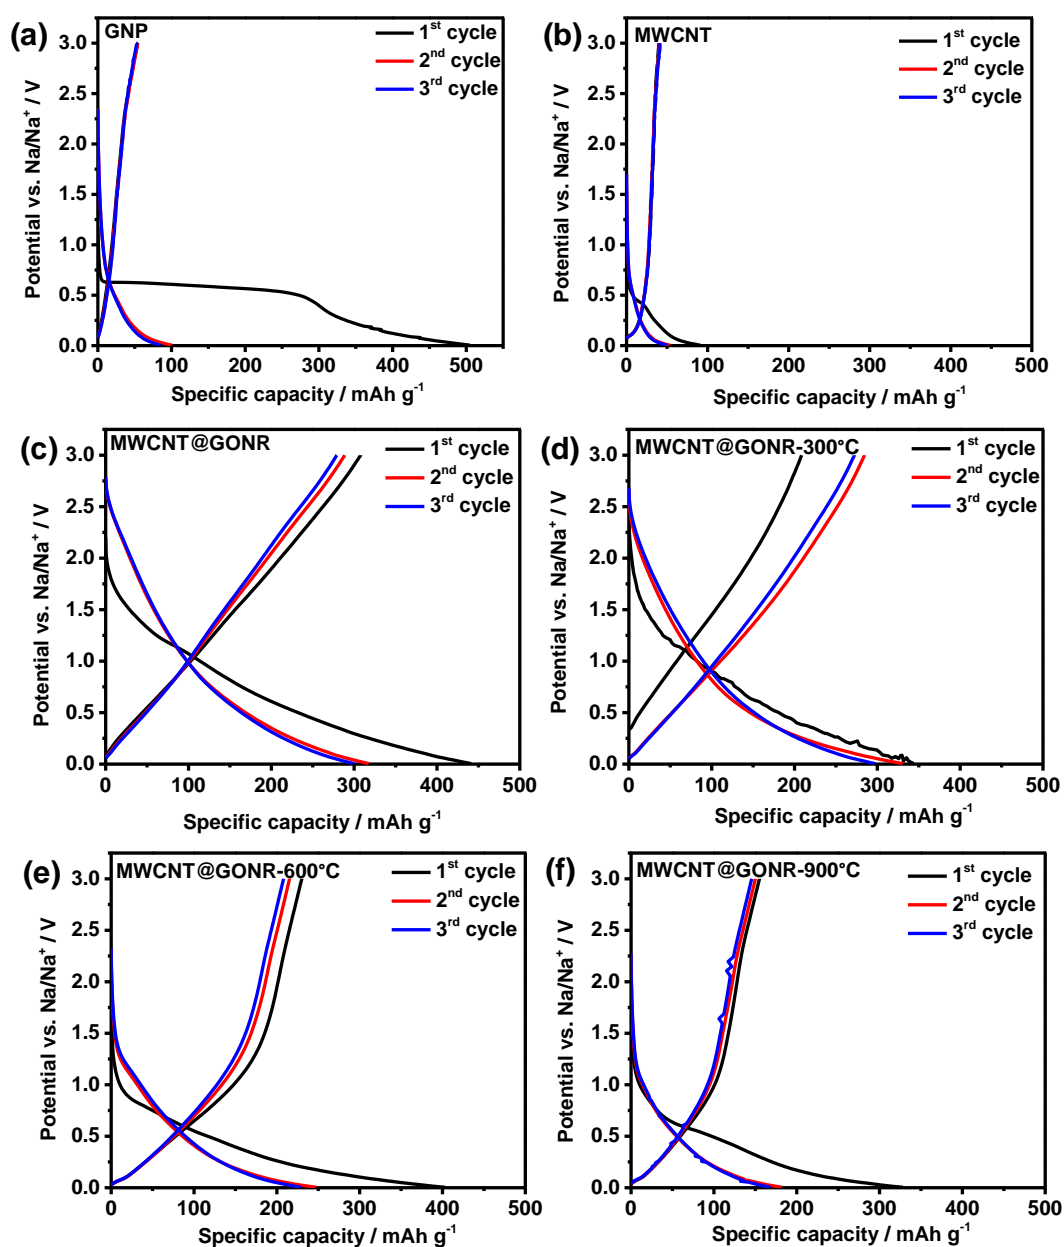 (a)
GNP
1st cycle
2nd cycle
3rd cycle
3.0
2.5
2.0
1.5
1.0
0.5
0.0
Potential vs. Na/Na+ / V
0 100 200 300 400 500
Specific capacity / mAh g-1
(b)
MWCNT
1st cycle
2nd cycle
3rd cycle
3.0
2.5
2.0
1.5
1.0
0.5
0.0
Potential vs. Na/Na+ / V
0 100 200 300 400 500
Specific capacity / mAh g-1
(c)
MWCNT@GONR
1st cycle
2nd cycle
3rd cycle
3.0
2.5
2.0
1.5
1.0
0.5
0.0
Potential vs. Na/Na+ / V
0 100 200 300 400 500
Specific capacity / mAh g-1
(d)
MWCNT@GONR-300°C
1st cycle
2nd cycle
3rd cycle
3.0
2.5
2.0
1.5
1.0
0.5
0.0
Potential vs. Na/Na+ / V
0 100 200 300 400 500
Specific capacity / mAh g-1
(e)
MWCNT@GONR-600°C
1st cycle
2nd cycle
3rd cycle
3.0
2.5
2.0
1.5
1.0
0.5
0.0
Potential vs. Na/Na+ / V
0 100 200 300 400 500
Specific capacity / mAh g-1
(f)
MWCNT@GONR-900°C
1st cycle
2nd cycle
3rd cycle
3.0
2.5
2.0
1.5
1.0
0.5
0.0
Potential vs. Na/Na+ / V
0 100 200 300 400 500
Specific capacity / mAh g-1